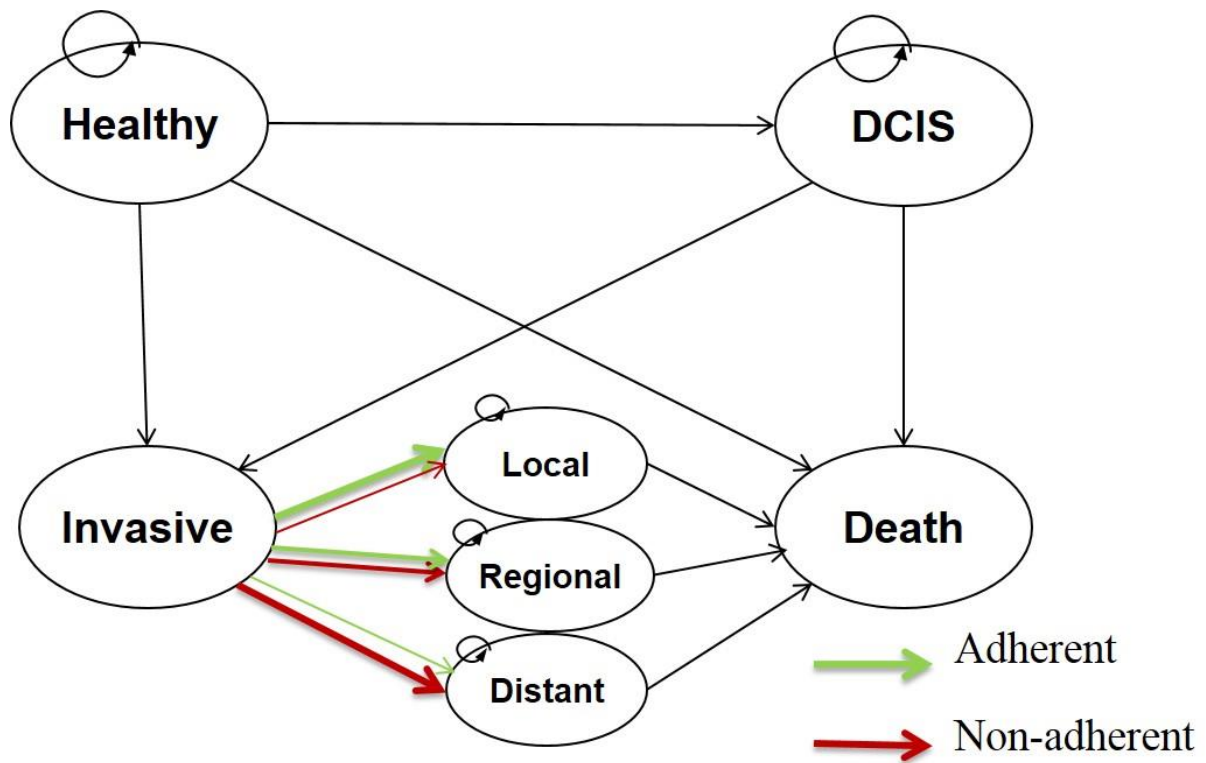 Healthy
DCIS
Invasive
Local
Regional
Distant
Death
Adherent
Non-adherent